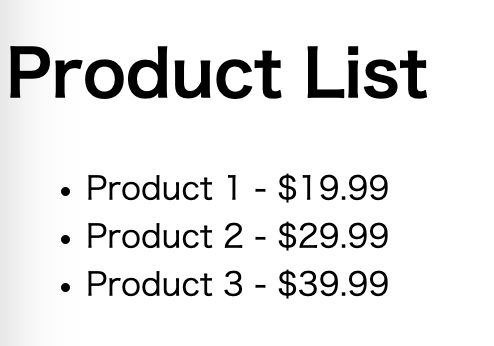 Product List
• Product 1 - $19.99
• Product 2 - $29.99
• Product 3 - $39.99